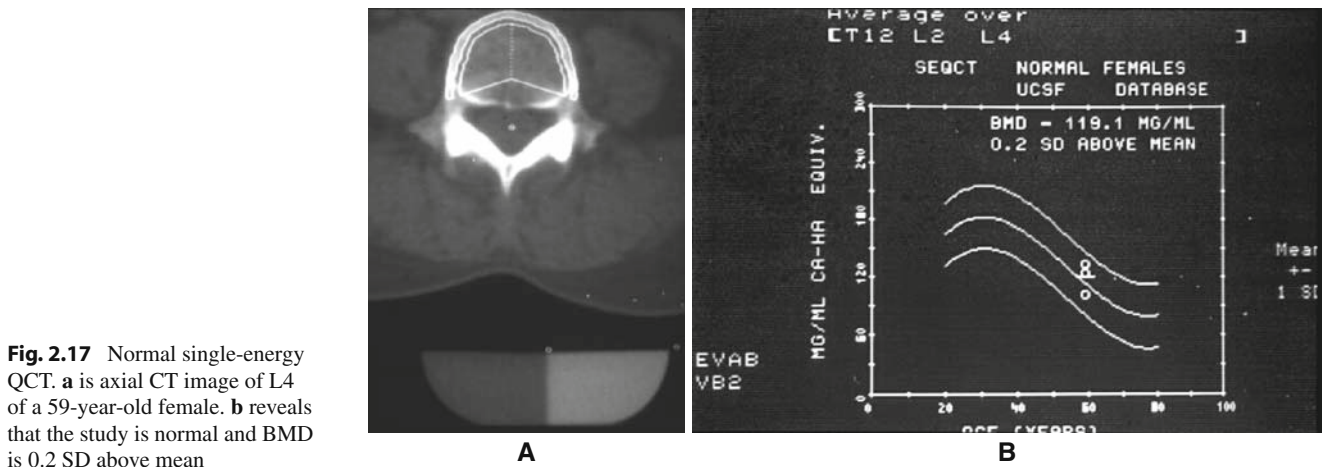 Fig. 2.17 Normal single-energy
QCT. a is axial CT image of L4
of a 59-year-old female. b reveals
that the study is normal and BMD
is 0.2 SD above mean
A
Average over
[T12 L2 L4 ]
SEQCT NORMAL FEMALES
UCSF DATABASE
BMD - 119.1 MG/ML
0.2 SD ABOVE MEAN
MG/ML CA-HA EQUIV.
300
240
180
120
60
0
0 20 40 60 80 100
AGE (YEARS)
Mean
+-
1 SD
EVAB
VB2
B